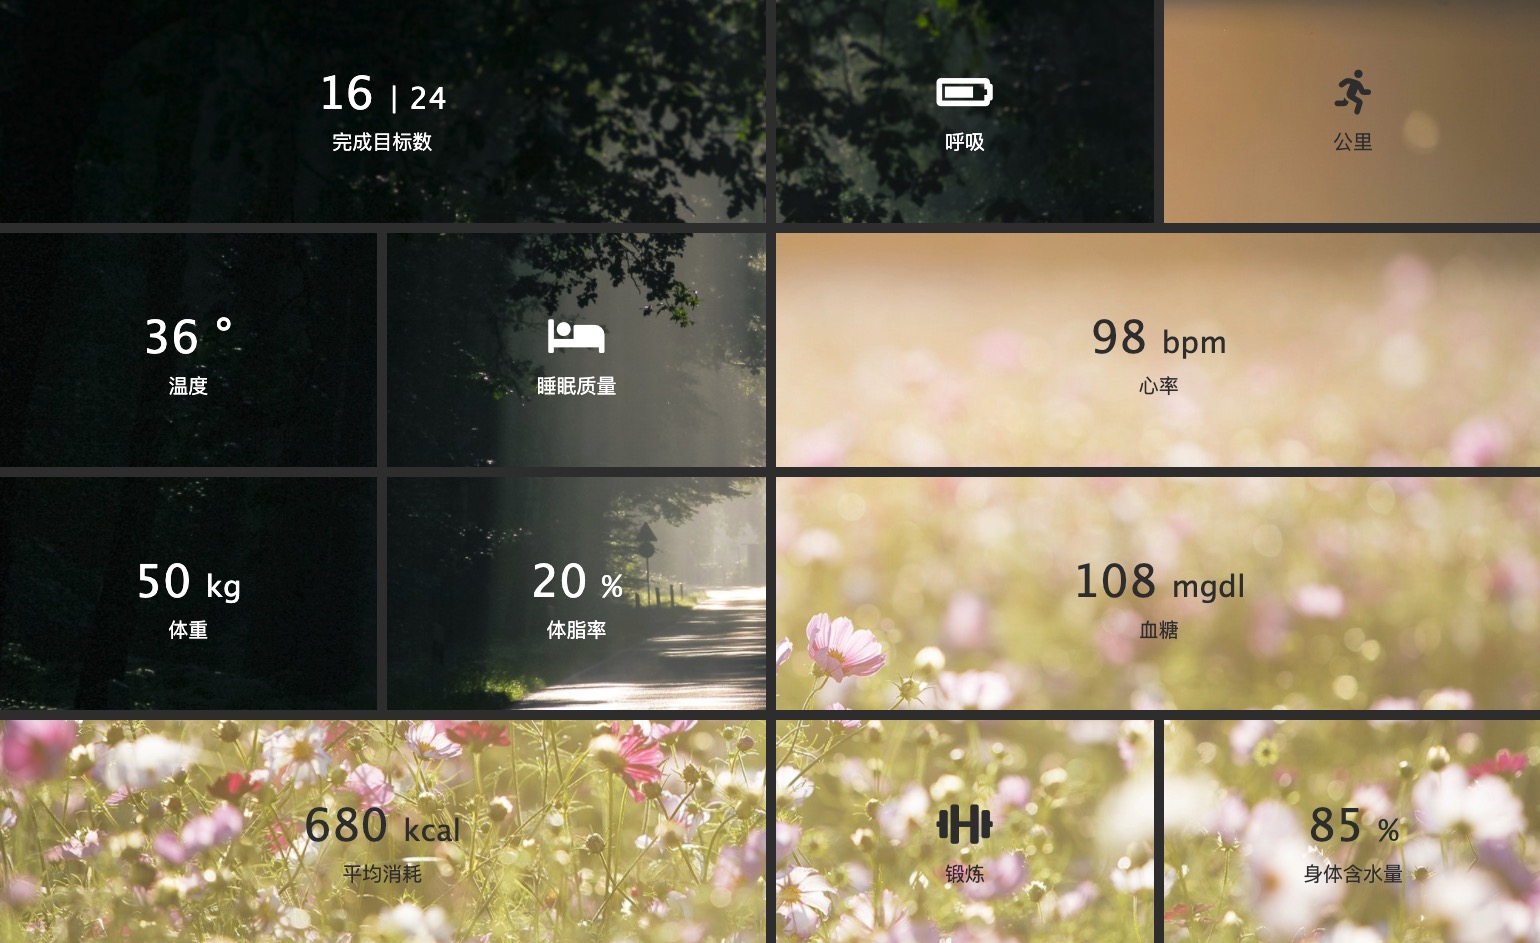 16 | 24
完成目标数
呼吸
公里
36 °
温度
睡眠质量
98 bpm
心率
50 kg
体重
20 %
体脂率
108 mgdl
血糖
680 kcal
平均消耗
锻炼
85 %
身体含水量